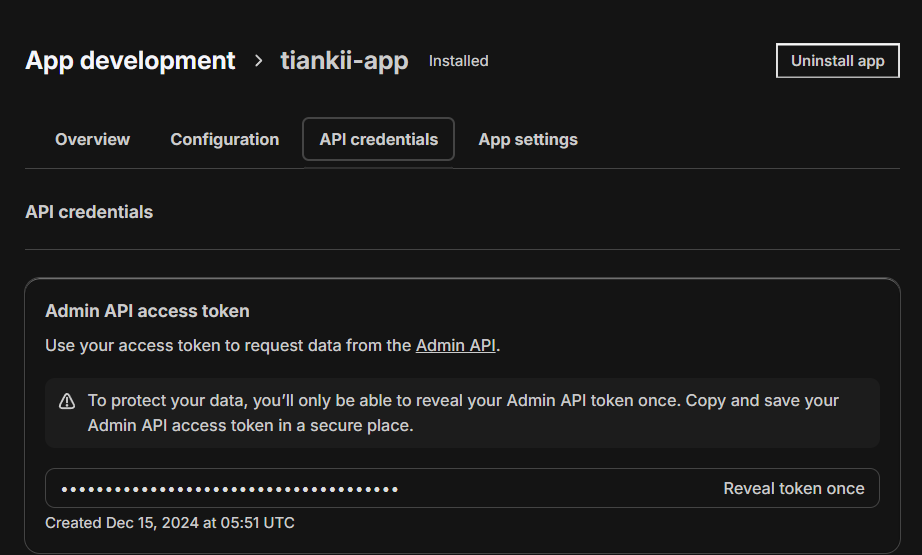 App development > tiankii-app Installed Uninstall app
Overview Configuration API credentials App settings
API credentials
Admin API access token
Use your access token to request data from the Admin API.
To protect your data, you’ll only be able to reveal your Admin API token once. Copy and save your
Admin API access token in a secure place.
•••••••••••••••••••••••••••••••••••••• Reveal token once
Created Dec 15, 2024 at 05:51 UTC